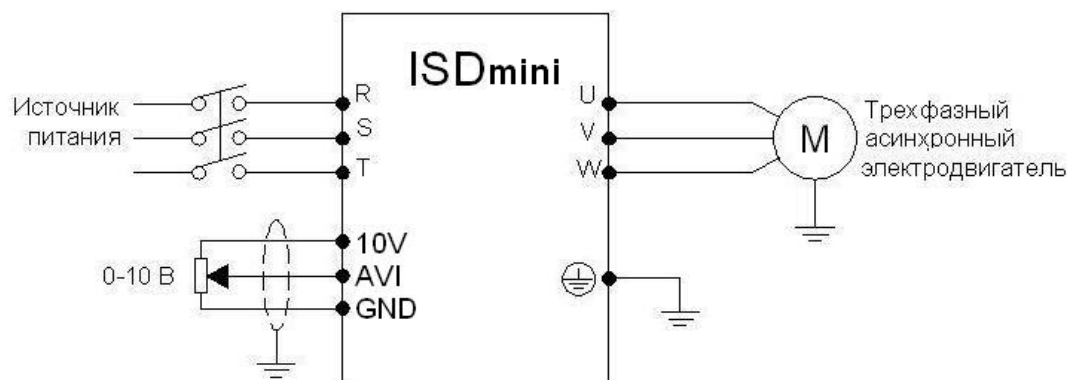 ISDmini
Источник
питания
R
S
T
U
V
W
M
Трехфазный
асинхронный
электродвигатель
0-10 В
10V
AVI
GND